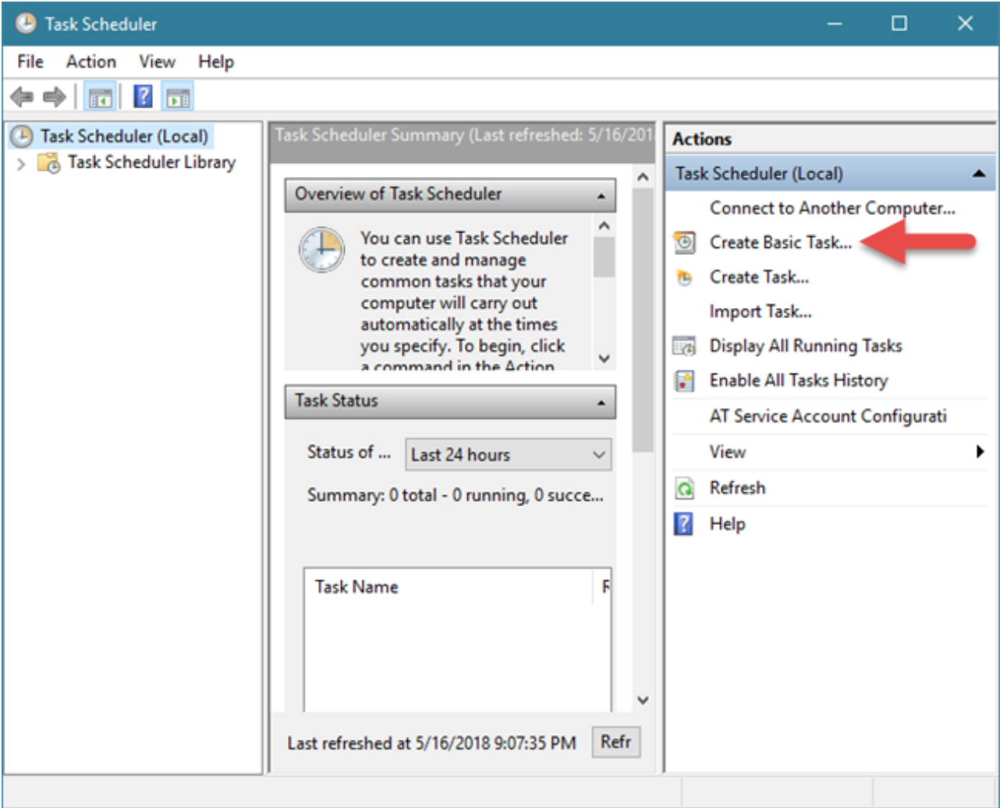 Task Scheduler
File Action View Help
Task Scheduler (Local)
Task Scheduler Library
Task Scheduler Summary (Last refreshed: 5/16/201
Overview of Task Scheduler
You can use Task Scheduler
to create and manage
common tasks that your
computer will carry out
automatically at the times
you specify. To begin, click
a command in the Action
Task Status
Status of ... Last 24 hours
Summary: 0 total - 0 running, 0 succe...
Task Name
Last refreshed at 5/16/2018 9:07:35 PM Refr
Actions
Task Scheduler (Local)
Connect to Another Computer...
Create Basic Task...
Create Task...
Import Task...
Display All Running Tasks
Enable All Tasks History
AT Service Account Configurati
View
Refresh
Help